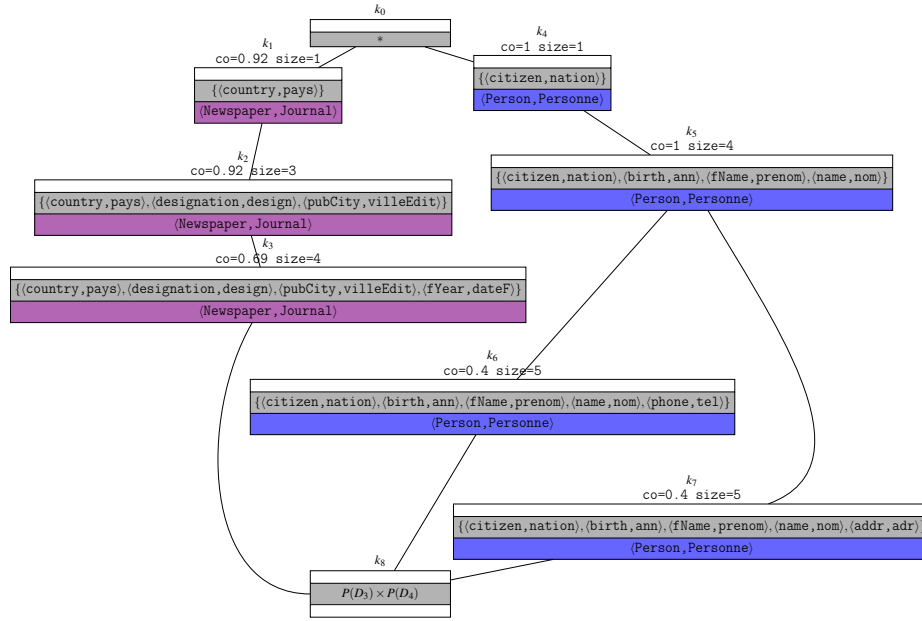 k0
*
k1
co=0.92 size=1
{⟨country,pays⟩}
⟨Newspaper,Journal⟩
k4
co=1 size=1
{⟨citizen,nation⟩}
⟨Person,Personne⟩
k2
co=0.92 size=3
{⟨country,pays⟩,⟨designation,design⟩,⟨pubCity,villeEdit⟩}
⟨Newspaper,Journal⟩
k5
co=1 size=4
{⟨citizen,nation⟩,⟨birth,ann⟩,⟨fName,prenom⟩,⟨name,nom⟩}
⟨Person,Personne⟩
k3
co=0.69 size=4
{⟨country,pays⟩,⟨designation,design⟩,⟨pubCity,villeEdit⟩,⟨fYear,dateF⟩}
⟨Newspaper,Journal⟩
k6
co=0.4 size=5
{⟨citizen,nation⟩,⟨birth,ann⟩,⟨fName,prenom⟩,⟨name,nom⟩,⟨phone,tel⟩}
⟨Person,Personne⟩
k7
co=0.4 size=5
{⟨citizen,nation⟩,⟨birth,ann⟩,⟨fName,prenom⟩,⟨name,nom⟩,⟨addr,adr⟩}
⟨Person,Personne⟩
k8
P(D3)×P(D4)